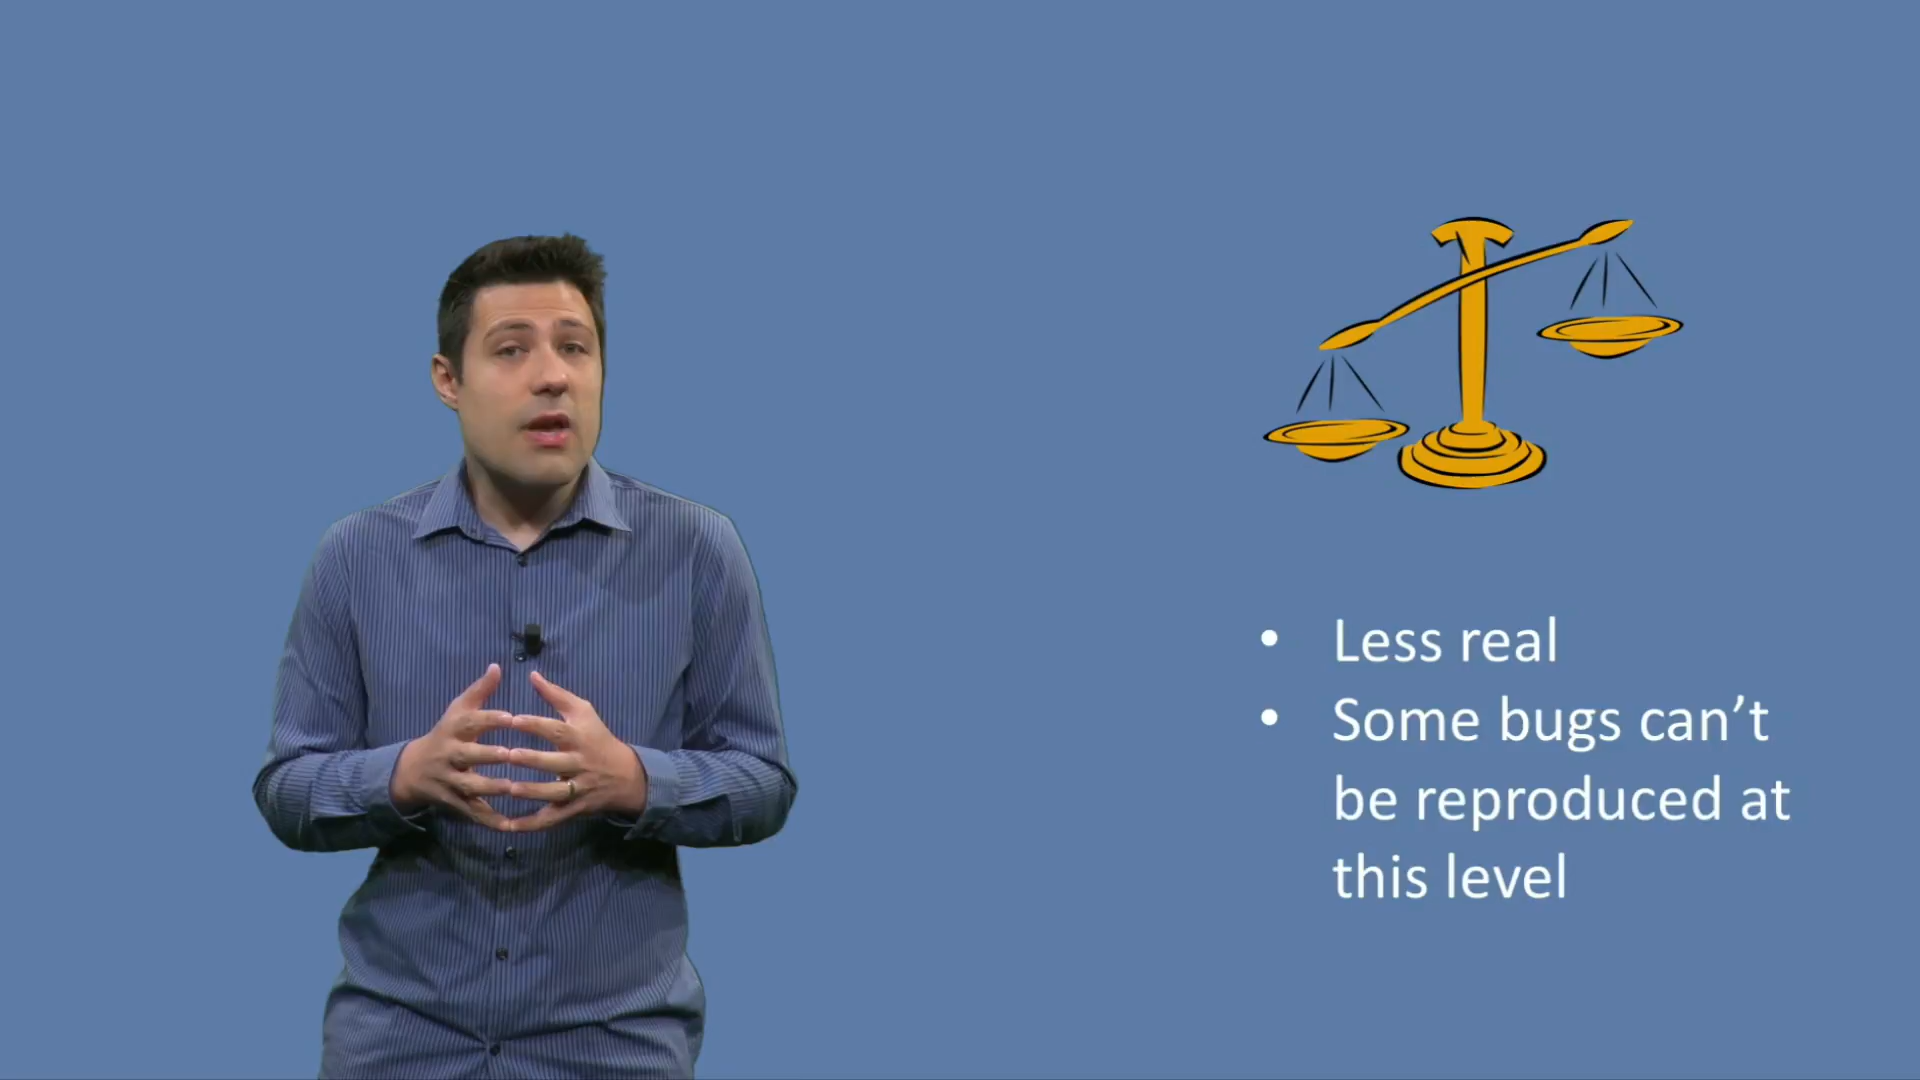 • Less real
• Some bugs can’t
be reproduced at
this level